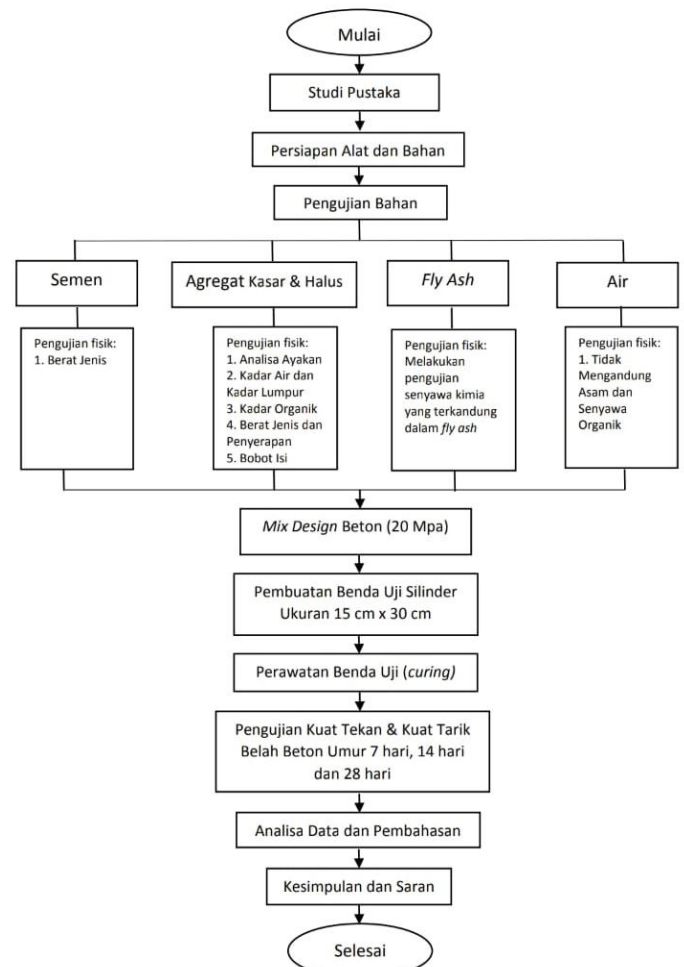 Mulai
Studi Pustaka
Persiapan Alat dan Bahan
Pengujian Bahan
Semen
Agregat Kasar & Halus
Fly Ash
Air
Pengujian fisik:
1. Berat Jenis
Pengujian fisik:
1. Analisa Ayakan
2. Kadar Air dan
Kadar Lumpur
3. Kadar Organik
4. Berat Jenis dan
Penyerapan
5. Bobot Isi
Pengujian fisik:
Melakukan
pengujian
senyawa kimia
yang terkandung
dalam fly ash
Pengujian fisik:
1. Tidak
Mengandung
Asam dan
Senyawa
Organik
Mix Design Beton (20 Mpa)
Pembuatan Benda Uji Silinder
Ukuran 15 cm x 30 cm
Perawatan Benda Uji (curing)
Pengujian Kuat Tekan & Kuat Tarik
Belah Beton Umur 7 hari, 14 hari
dan 28 hari
Analisa Data dan Pembahasan
Kesimpulan dan Saran
Selesai